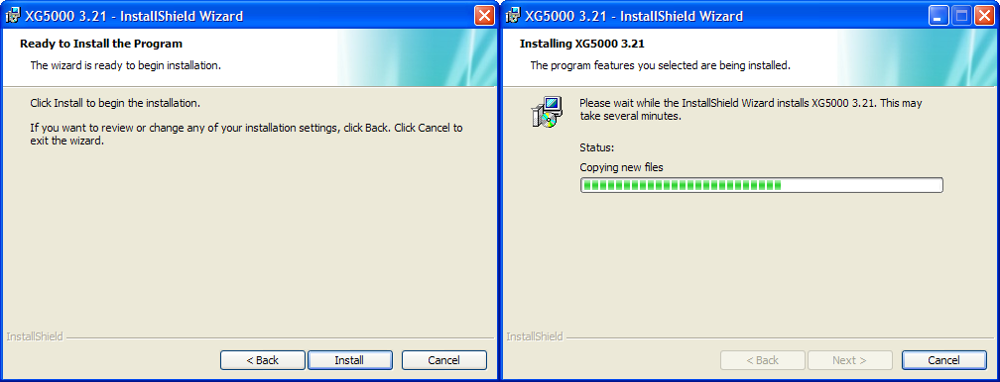 XG5000 3.21 - InstallShield Wizard
Ready to Install the Program
The wizard is ready to begin installation.
Click Install to begin the installation.
If you want to review or change any of your installation settings, click Back. Click Cancel to
exit the wizard.
InstallShield
< Back
Install
Cancel
XG5000 3.21 - InstallShield Wizard
Installing XG5000 3.21
The program features you selected are being installed.
Please wait while the InstallShield Wizard installs XG5000 3.21. This may
take several minutes.
Status:
Copying new files
InstallShield
< Back
Next >
Cancel